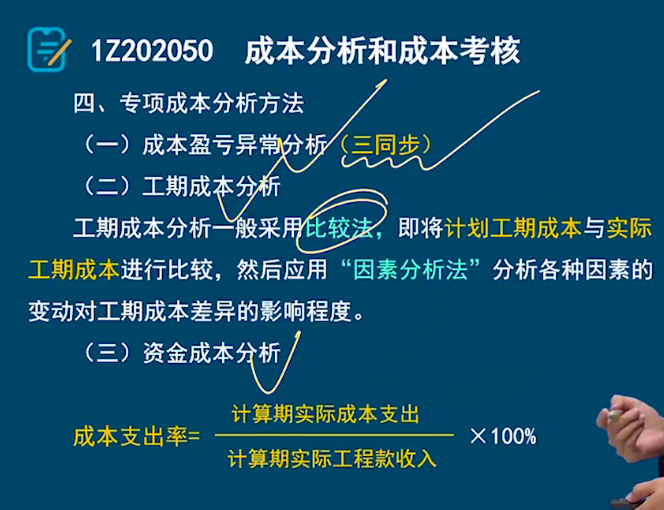 1Z202050 成本分析和成本考核
四、专项成本分析方法
（一）成本盈亏异常分析（三同步）
（二）工期成本分析
工期成本分析一般采用比较法，即将计划工期成本与实际
工期成本进行比较，然后应用“因素分析法”分析各种因素的
变动对工期成本差异的影响程度。
（三）资金成本分析
计算期实际成本支出
成本支出率= ×100%
计算期实际工程款收入